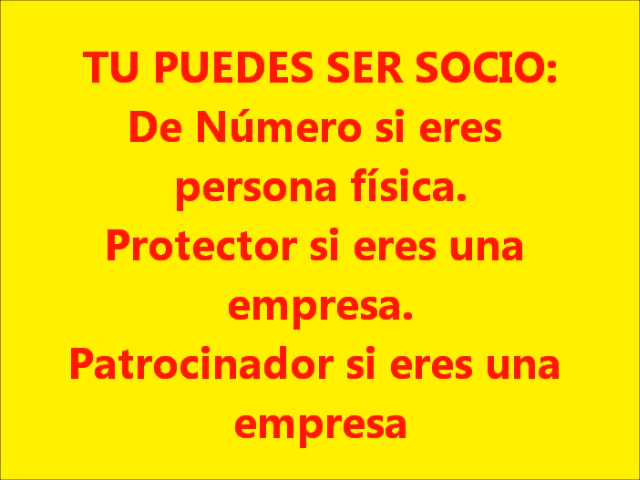 TU PUEDES SER SOCIO:
De Número si eres
persona física.
Protector si eres una
empresa.
Patrocinador si eres una
empresa